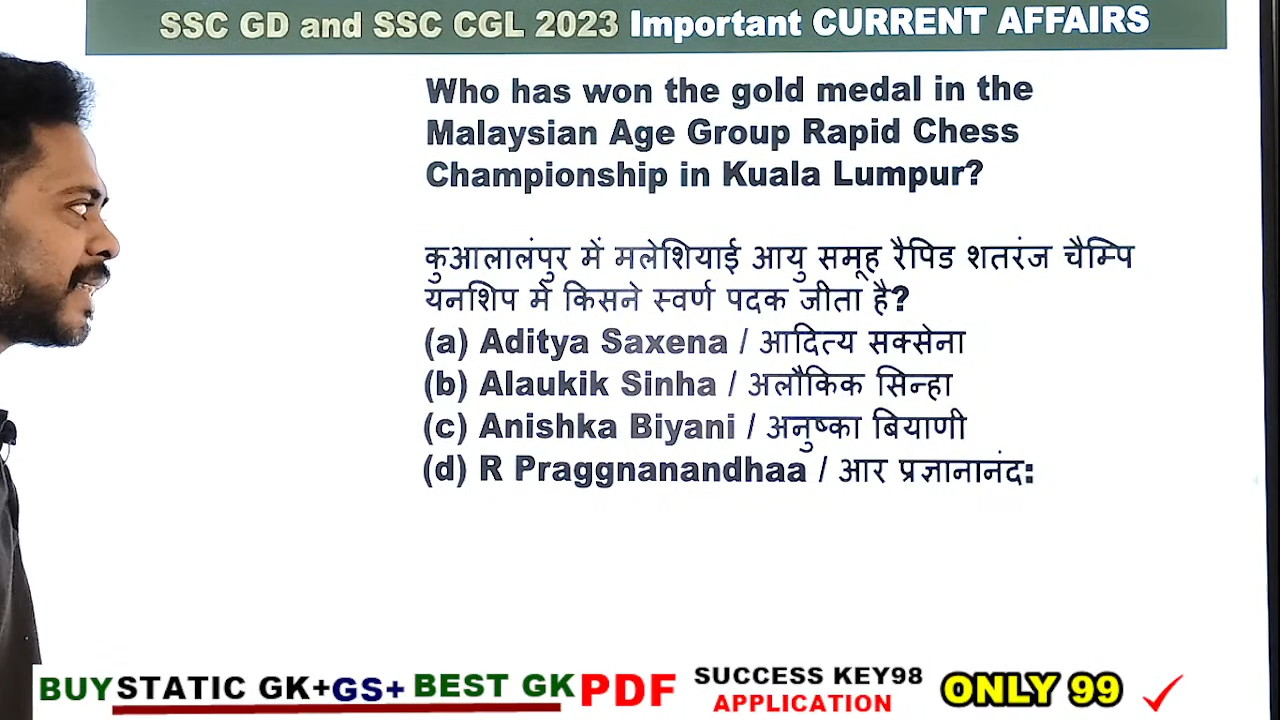 SSC GD and SSC CGL 2023 Important CURRENT AFFAIRS
Who has won the gold medal in the
Malaysian Age Group Rapid Chess
Championship in Kuala Lumpur?
कुआलालंपुर में मलेशियाई आयु समूह रैपिड शतरंज चैम्पि
यनशिप में किसने स्वर्ण पदक जीता है?
(a) Aditya Saxena / आदित्य सक्सेना
(b) Alaukik Sinha / अलौकिक सिन्हा
(c) Anishka Biyani / अनुष्का बियाणी
(d) R Praggnanandhaa / आर प्रज्ञानानंद:
BUY STATIC GK+GS+ BEST GK PDF SUCCESS KEY98 APPLICATION ONLY 99